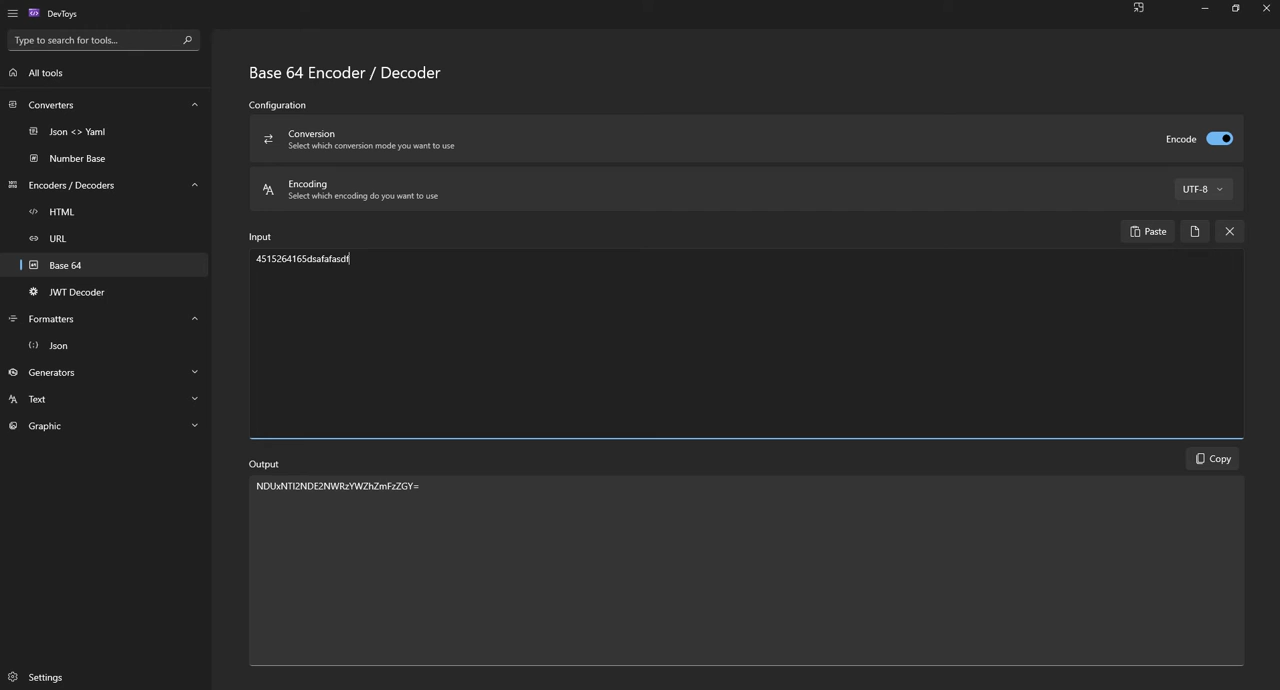 DevToys
Type to search for tools...
All tools
Converters
Json <> Yaml
Number Base
Encoders / Decoders
HTML
URL
Base 64
JWT Decoder
Formatters
Json
Generators
Text
Graphic
Settings
Base 64 Encoder / Decoder
Configuration
Conversion
Select which conversion mode you want to use
Encode
Encoding
Select which encoding do you want to use
UTF-8
Input
Paste
4515264165dsafafasdf
Output
Copy
NDUxNTI2NDE2NWRzYWZhZmFzZGY=